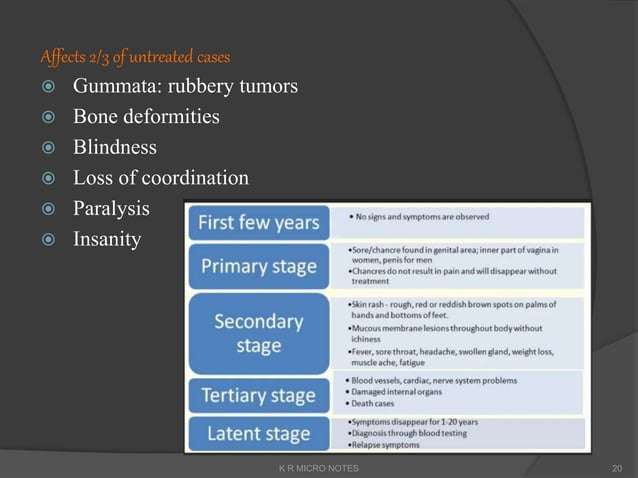 Affects 2/3 of untreated cases
Gummata: rubbery tumors
Bone deformities
Blindness
Loss of coordination
Paralysis
Insanity
First few years
• No signs and symptoms are observed
Primary stage
•Sore/chancre found in genital area; inner part of vagina in
women, penis for men
•Chancres do not result in pain and will disappear without
treatment
Secondary
stage
•Skin rash - rough, red or reddish brown spots on palms of
hands and bottoms of feet.
•Mucous membrane lesions throughout body without
ichiness
•Fever, sore throat, headache, swollen gland, weight loss,
muscle ache, fatigue
Tertiary stage
• Blood vessels, cardiac, nerve system problems
• Damaged internal organs
• Death cases
Latent stage
•Symptoms disappear for 1-20 years
•Diagnosis through blood testing
•Relapse symptoms
K R MICRO NOTES
20